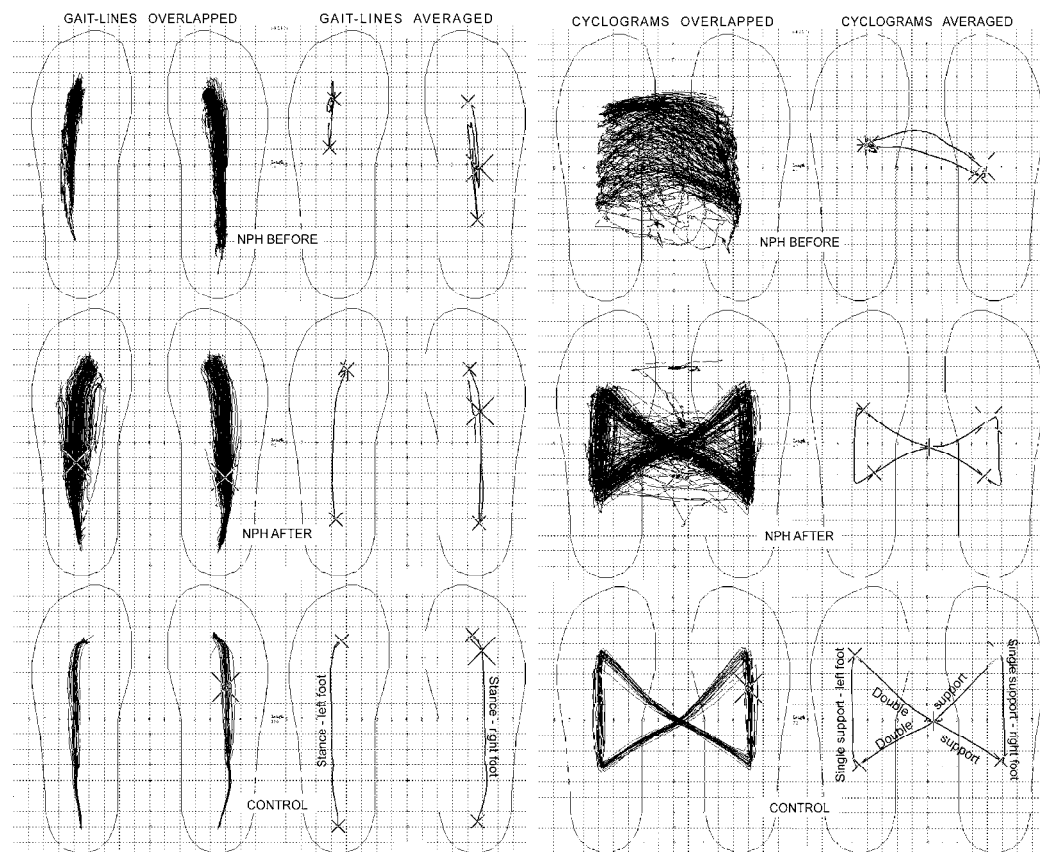 GAIT-LINES OVERLAPPED
GAIT-LINES AVERAGED
CYCLOGRAMS OVERLAPPED
CYCLOGRAMS AVERAGED
NPH BEFORE
NPH BEFORE
NPH AFTER
NPH AFTER
Stance - left foot
Stance - right foot
CONTROL
Single support - left foot
Double support
Double support
Single support - right foot
CONTROL